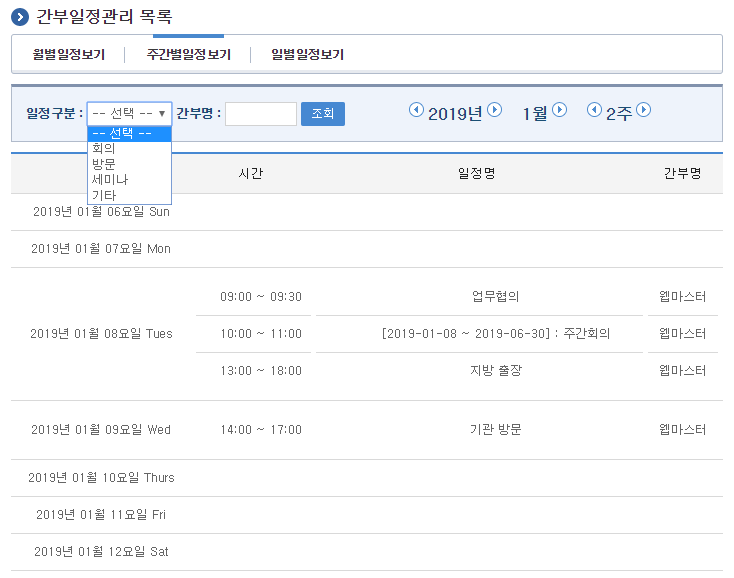 간부일정관리 목록
월별일정보기 주간별일정보기 일별일정보기
일정구분 : -- 선택 -- 간부명 : 조회 2019년 1월 2주
-- 선택 --
회의
방문
세미나
기타
시간 일정명 간부명
2019년 01월 06요일 Sun
2019년 01월 07요일 Mon
09:00 ~ 09:30 업무협의 웹마스터
2019년 01월 08요일 Tues 10:00 ~ 11:00 [2019-01-08 ~ 2019-06-30] : 주간회의 웹마스터
13:00 ~ 18:00 지방 출장 웹마스터
2019년 01월 09요일 Wed 14:00 ~ 17:00 기관 방문 웹마스터
2019년 01월 10요일 Thurs
2019년 01월 11요일 Fri
2019년 01월 12요일 Sat